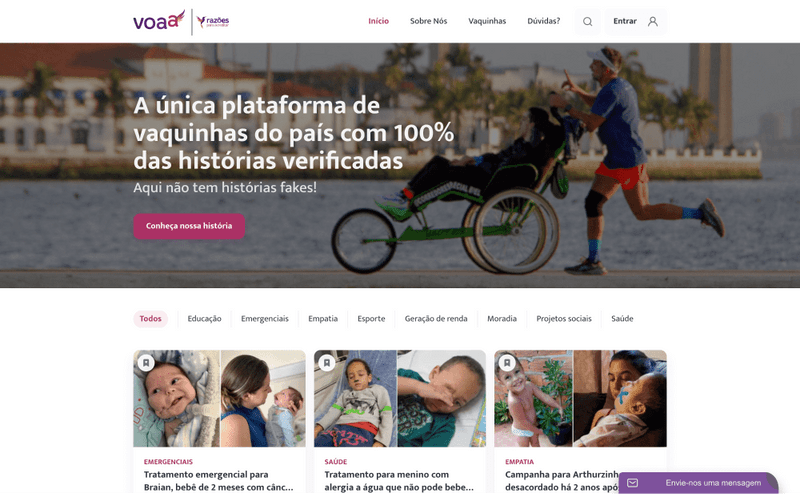 voaa
razões
Início
Sobre Nós
Vaquinhas
Dúvidas?
Entrar
A única plataforma de
vaquinhas do país com 100%
das histórias verificadas
Aqui não tem histórias fakes!
Conheça nossa história
Todos
Educação
Emergenciais
Empatia
Esporte
Geração de renda
Moradia
Projetos sociais
Saúde
EMERGENCIAIS
Tratamento emergencial para
Braian, bebê de 2 meses com cânc...
SAÚDE
Tratamento para menino com
alergia a água que não pode bebe...
EMPATIA
Campanha para Arthurzinh
desacordado há 2 anos apó
Envie-nos uma mensagem